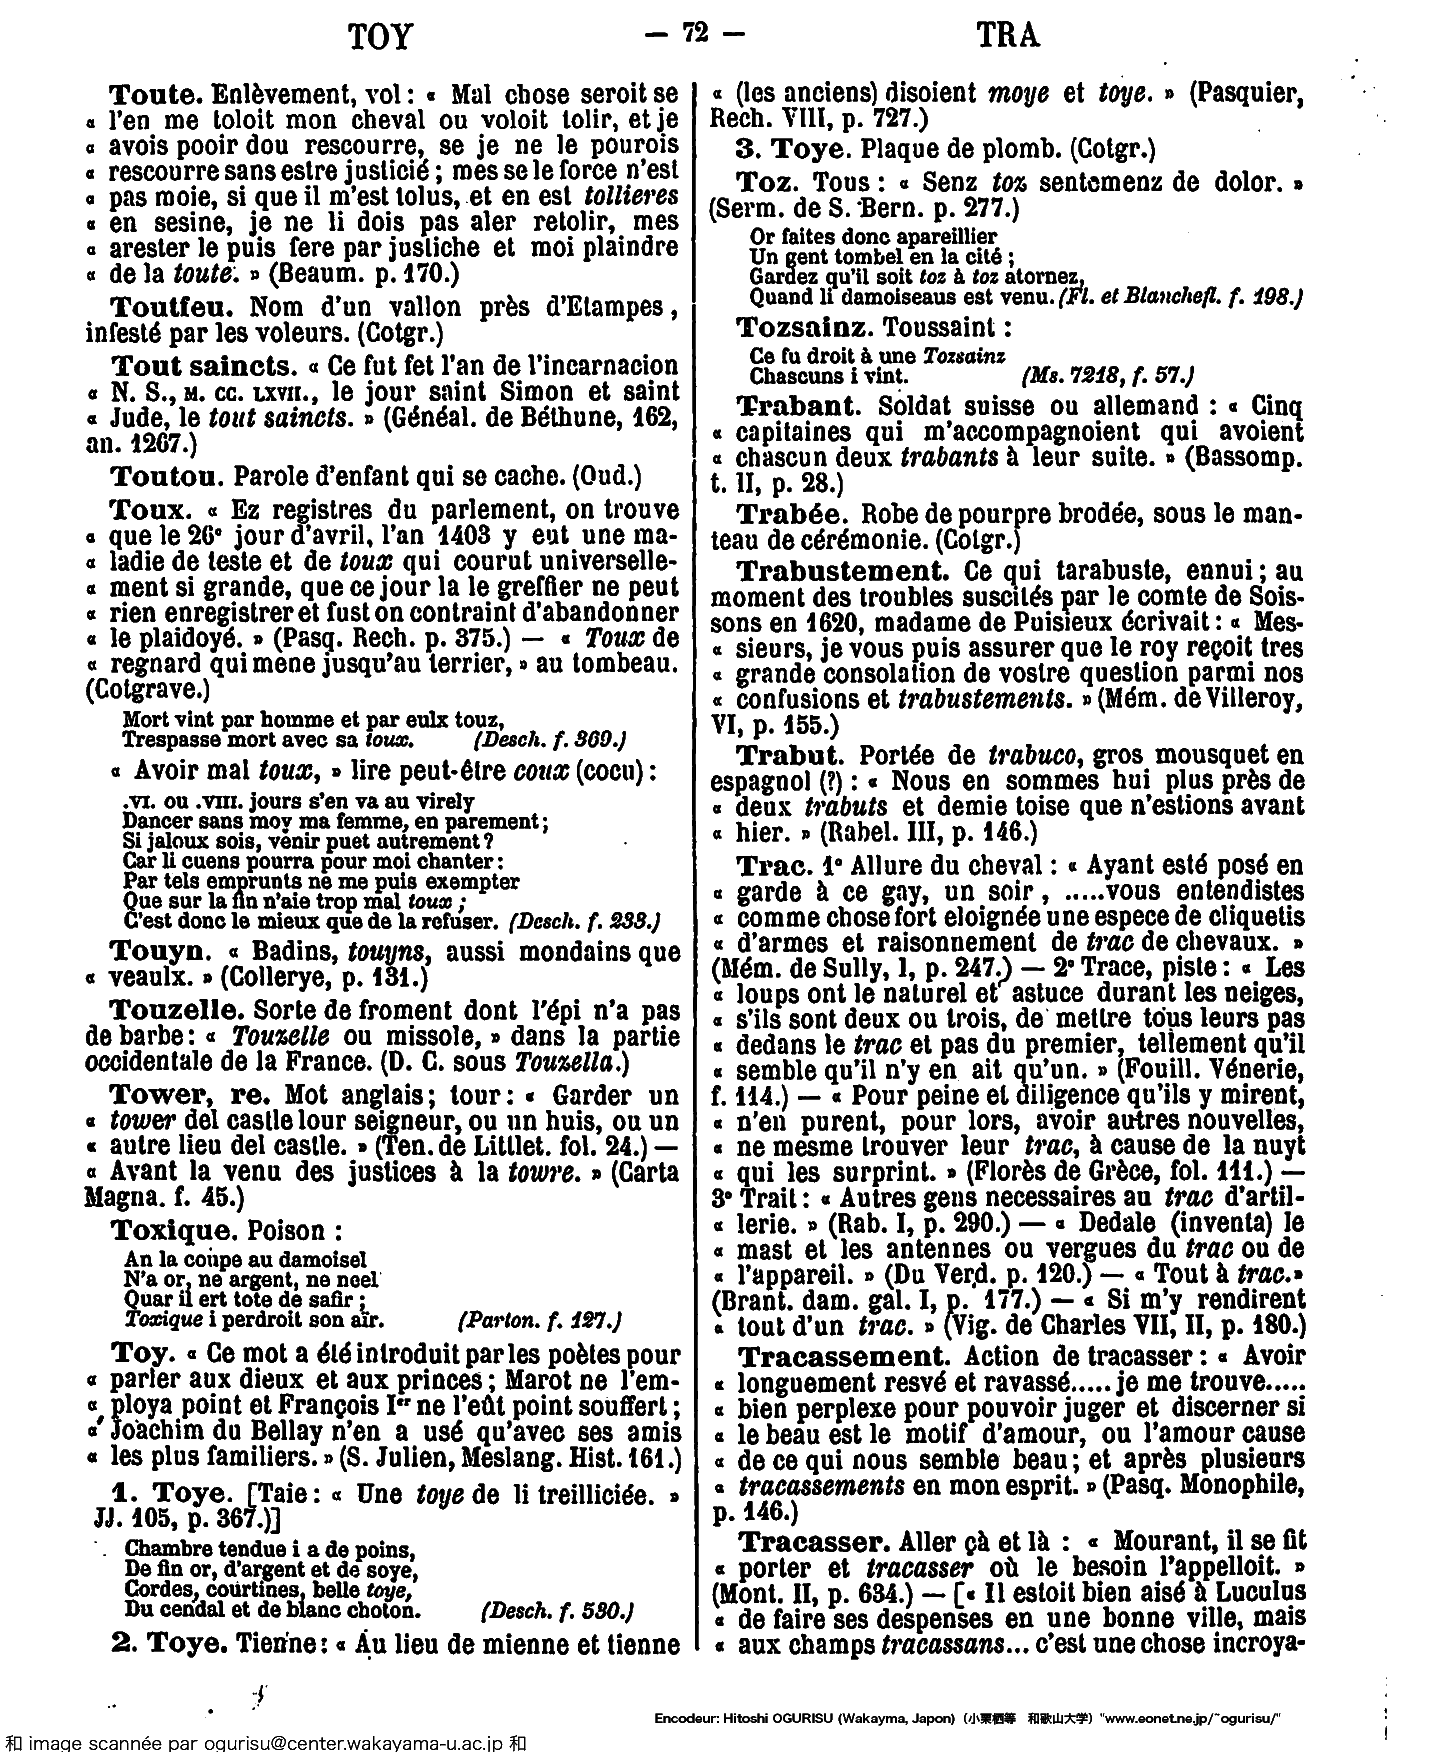 TOY — 72 — TRA
Toute. Enlèvement, vol : « Mal chose seroit se
« l'en me toloit mon cheval ou voloit tolir, et je
« avois pooir dou rescourre, se je ne le pourois
« rescourre sans estre justicié ; mes se le force n'est
« pas moie, si que il m'est tolus, et en est tollieres
« en sesine, je ne li dois pas aler retolir, mes
« arester le puis fere par justiche et moi plaindre
« de la toute. » (Beaum. p. 170.)
Toutfeu. Nom d'un vallon près d'Etampes,
infesté par les voleurs. (Cotgr.)
Tout saincts. « Ce fut fet l'an de l'incarnacion
« N. S., M. CC. LXVII., le jour saint Simon et saint
« Jude, le tout saincts. » (Généal. de Béthune, 162,
an. 1267.)
Toutou. Parole d'enfant qui se cache. (Oud.)
Toux. « Ez registres du parlement, on trouve
« que le 26e jour d'avril, l'an 1403 y eut une ma-
« ladie de teste et de toux qui courut universelle-
« ment si grande, que ce jour la le greffier ne peut
« rien enregistrer et fust on contraint d'abandonner
« le plaidoyé. » (Pasq. Rech. p. 375.) — « Toux de
« regnard qui mene jusqu'au terrier, » au tombeau.
(Cotgrave.)
Mort vint par homme et par eulx touz,
Trespasse mort avec sa toux. (Desch. f. 369.)
« Avoir mal toux, » lire peut-être coux (cocu) :
.VI. ou .VIII. jours s'en va au virely
Dancer sans moy ma femme, en parement ;
Si jaloux sois, venir puet autrement ?
Car li cuens pourra pour moi chanter :
Par tels emprunts ne me puis exempter
Que sur la fin n'aie trop mal toux ;
C'est donc le mieux que de la refuser. (Desch. f. 233.)
Touyn. « Badins, touyns, aussi mondains que
« veaulx. » (Collerye, p. 131.)
Touzelle. Sorte de froment dont l'épi n'a pas
de barbe : « Touzelle ou missole, » dans la partie
occidentale de la France. (D. C. sous Touzella.)
Tower, re. Mot anglais ; tour : « Garder un
« tower del castle lour seigneur, ou un huis, ou un
« autre lieu del castle. » (Ten. de Littlet. fol. 24.) —
« Avant la venu des justices à la towre. » (Carta
Magna. f. 45.)
Toxique. Poison :
An la coupe au damoisel
N'a or, ne argent, ne neel
Quar il ert tote de safir ;
Toxique i perdroit son aïr. (Parton. f. 127.)
Toy. « Ce mot a été introduit par les poètes pour
« parler aux dieux et aux princes ; Marot ne l'em-
« ploya point et François Ier ne l'eût point souffert ;
« Joachim du Bellay n'en a usé qu'avec ses amis
« les plus familiers. » (S. Julien, Meslang. Hist. 161.)
1. Toye. [Taie : « Une toye de li treilliciée. »
JJ. 105, p. 367.)]
Chambre tendue i a de poins,
De fin or, d'argent et de soye,
Cordes, courtines, belle toye,
Du cendal et de blanc choton. (Desch. f. 530.)
2. Toye. Tienne : « Au lieu de mienne et tienne
« (les anciens) disoient moye et toye. » (Pasquier,
Rech. VIII, p. 727.)
3. Toye. Plaque de plomb. (Cotgr.)
Toz. Tous : « Senz toz sentemenz de dolor. »
(Serm. de S. Bern. p. 277.)
Or faites donc apareillier
Un gent tombel en la cité ;
Gardez qu'il soit toz à toz atornez,
Quand li damoiseaus est venu. (Fl. et Blanchefl. f. 198.)
Tozsainz. Toussaint :
Ce fu droit à une Tozsainz
Chascuns i vint. (Ms. 7218, f. 57.)
Trabant. Soldat suisse ou allemand : « Cinq
« capitaines qui m'accompagnoient qui avoient
« chascun deux trabants à leur suite. » (Bassomp.
t. II, p. 28.)
Trabée. Robe de pourpre brodée, sous le man-
teau de cérémonie. (Cotgr.)
Trabustement. Ce qui tarabuste, ennui ; au
moment des troubles suscités par le comte de Sois-
sons en 1620, madame de Puisieux écrivait : « Mes-
« sieurs, je vous puis assurer que le roy reçoit tres
« grande consolation de vostre question parmi nos
« confusions et trabustements. » (Mém. de Villeroy,
VI, p. 155.)
Trabut. Portée de trabuco, gros mousquet en
espagnol (?) : « Nous en sommes hui plus près de
« deux trabuts et demie toise que n'estions avant
« hier. » (Rabel. III, p. 146.)
Trac. 1° Allure du cheval : « Ayant esté posé en
« garde à ce gay, un soir, .....vous entendistes
« comme chose fort eloignée une espece de cliquetis
« d'armes et raisonnement de trac de chevaux. »
(Mém. de Sully, I, p. 247.) — 2° Trace, piste : « Les
« loups ont le naturel et astuce durant les neiges,
« s'ils sont deux ou trois, de mettre tous leurs pas
« dedans le trac et pas du premier, tellement qu'il
« semble qu'il n'y en ait qu'un. » (Fouill. Vénerie,
f. 114.) — « Pour peine et diligence qu'ils y mirent,
« n'en purent, pour lors, avoir autres nouvelles,
« ne mesme trouver leur trac, à cause de la nuyt
« qui les surprint. » (Florès de Grèce, fol. 111.) —
3° Trait : « Autres gens necessaires au trac d'artil-
« lerie. » (Rab. I, p. 290.) — « Dedale (inventa) le
« mast et les antennes ou vergues du trac ou de
« l'appareil. » (Du Verd. p. 120.) — « Tout à trac. »
(Brant. dam. gal. I, p. 177.) — « Si m'y rendirent
« tout d'un trac. » (Vig. de Charles VII, II, p. 180.)
Tracassement. Action de tracasser : « Avoir
« longuement resvé et ravassé..... je me trouve.....
« bien perplexe pour pouvoir juger et discerner si
« le beau est le motif d'amour, ou l'amour cause
« de ce qui nous semble beau ; et après plusieurs
« tracassements en mon esprit. » (Pasq. Monophile,
p. 146.)
Tracasser. Aller çà et là : « Mourant, il se fit
« porter et tracasser où le besoin l'appelloit. »
(Mont. II, p. 634.) — [« Il estoit bien aisé à Luculus
« de faire ses despenses en une bonne ville, mais
« aux champs tracassans... c'est une chose incroya-
Encodeur: Hitoshi OGURISU (Wakayma, Japon) (小栗栖等 和歌山大学) "www.eonet.ne.jp/~ogurisu/"
和 image scannée par ogurisu@center.wakayama-u.ac.jp 和